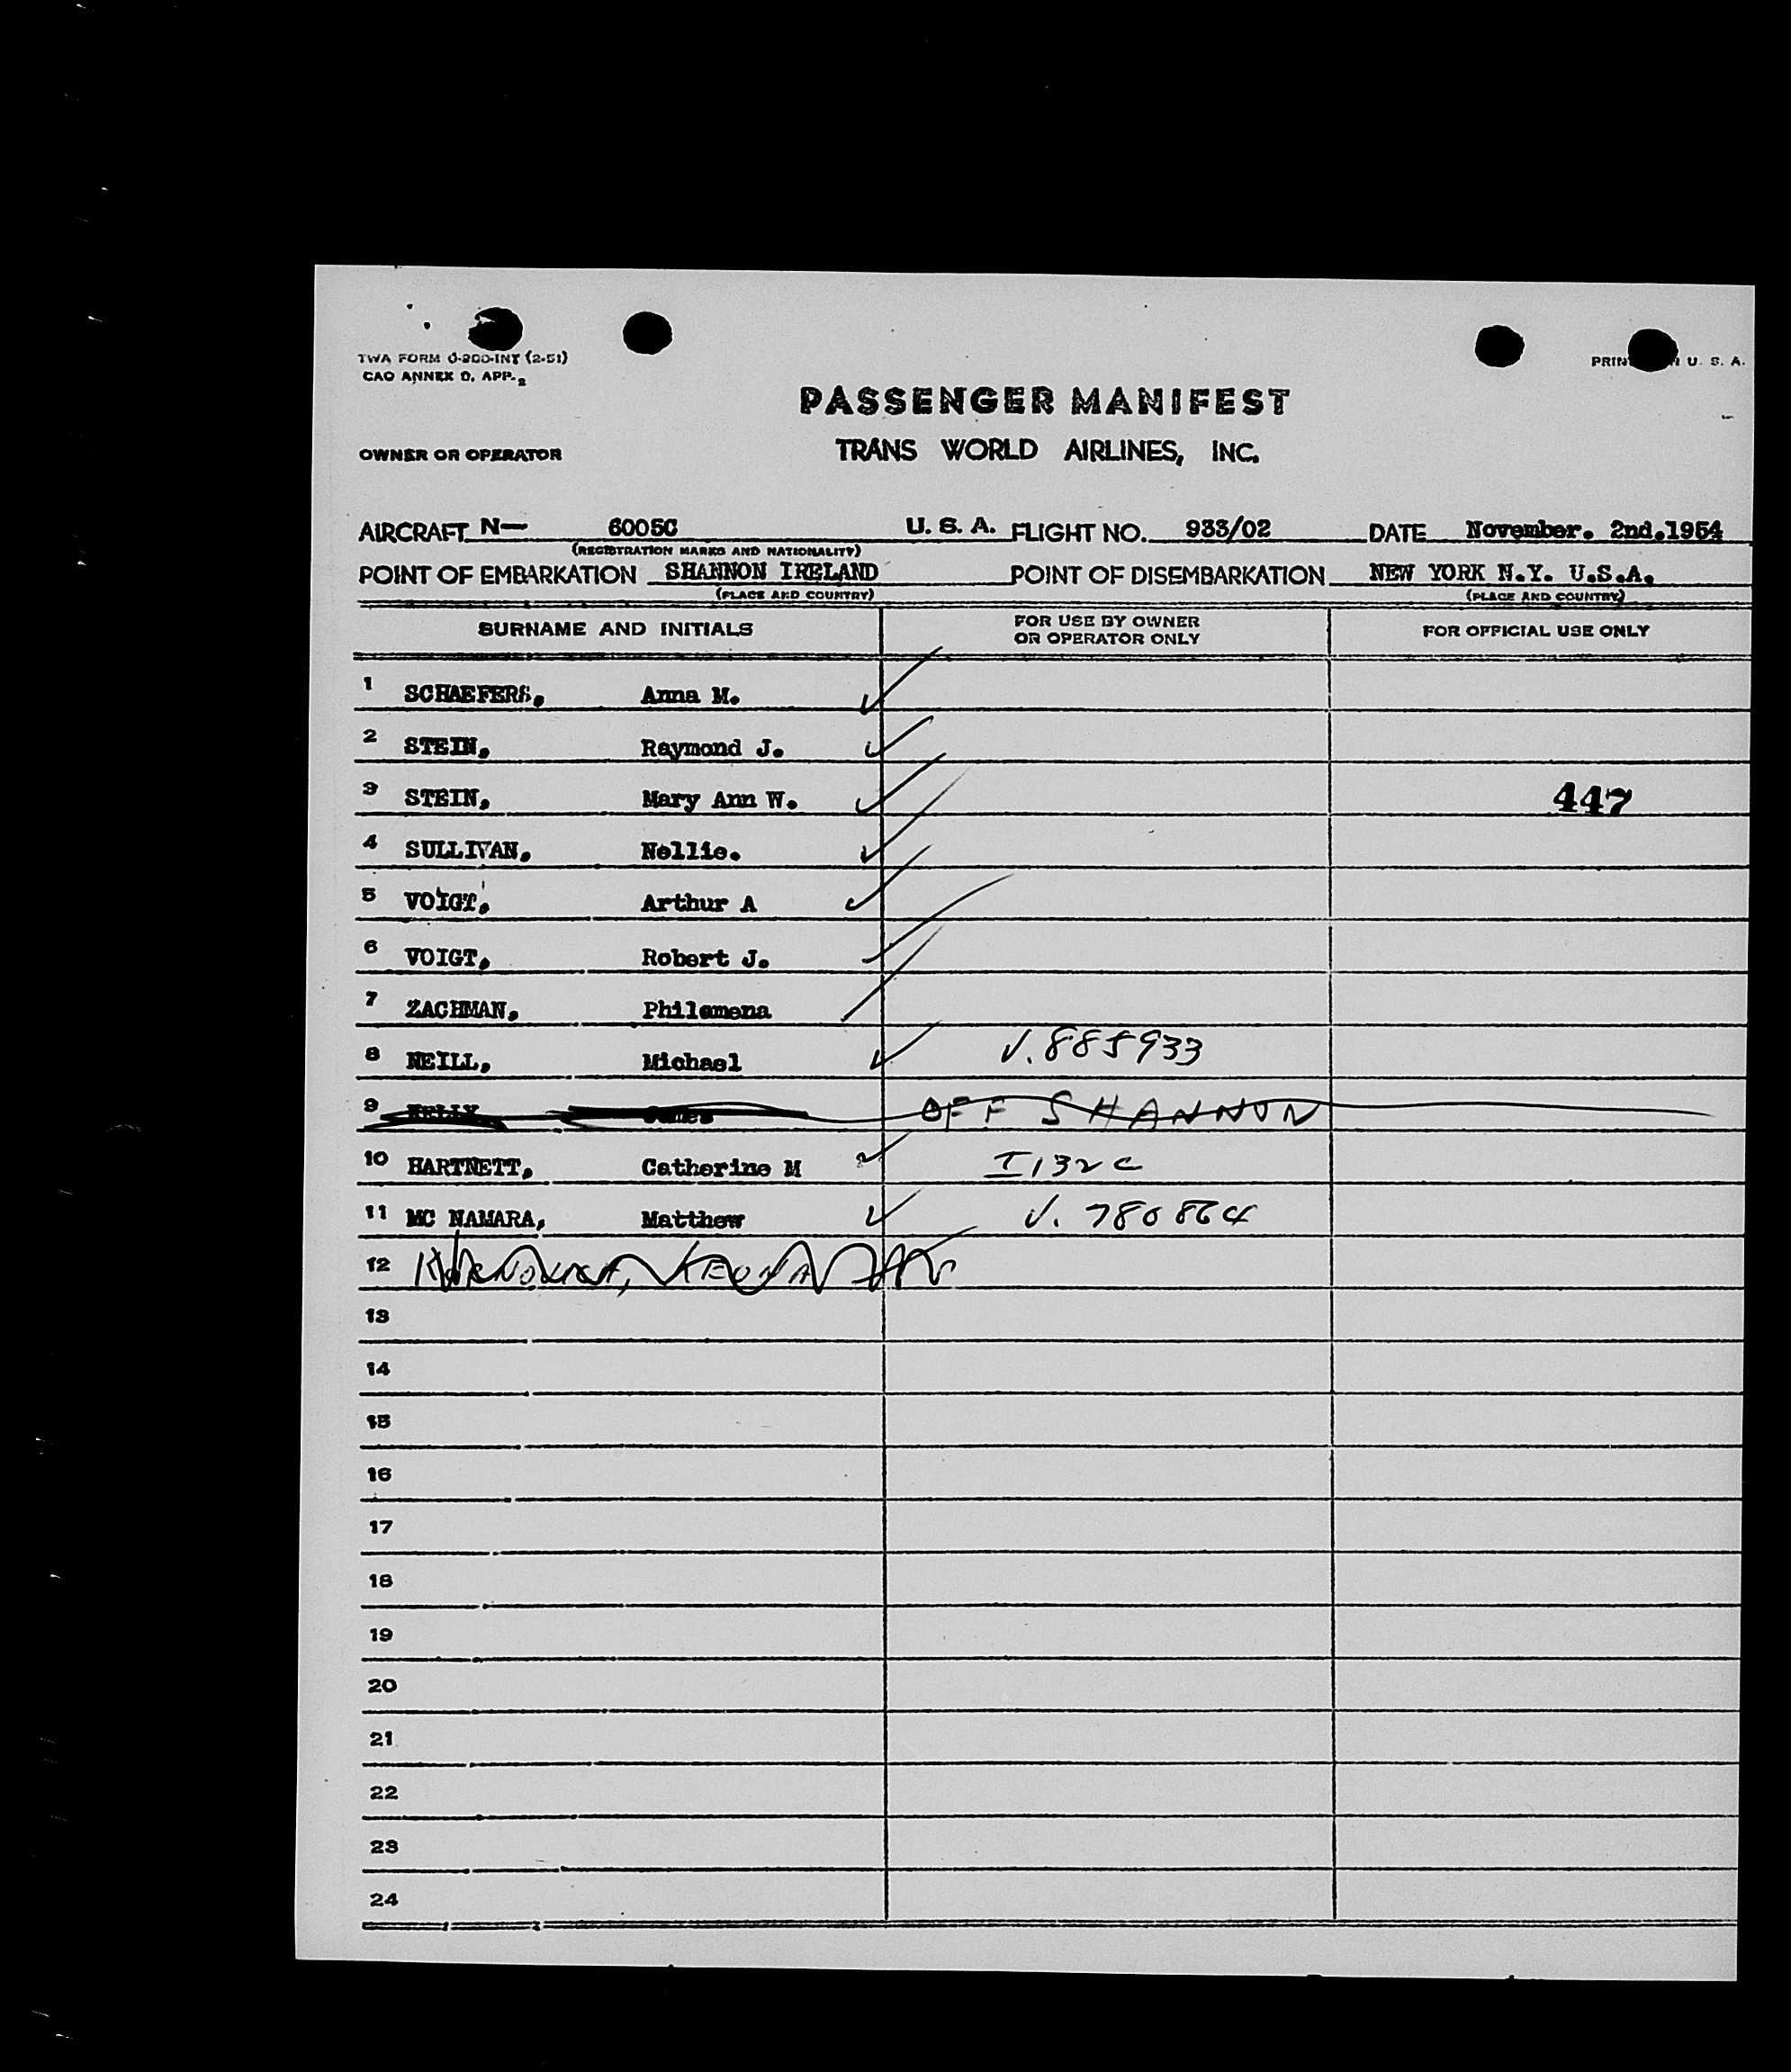 TWA FORM O-200-INT (2-51)
CAO ANNEX D, APP. 2
U. S. A.
PASSENGER MANIFEST
OWNER OR OPERATOR
TRANS WORLD AIRLINES, INC.
AIRCRAFT N— 6005C U. S. A. FLIGHT NO. 933/02 DATE November. 2nd.1954
(REGISTRATION MARKS AND NATIONALITY)
POINT OF EMBARKATION SHANNON IRELAND POINT OF DISEMBARKATION NEW YORK N.Y. U.S.A.
(PLACE AND COUNTRY) (PLACE AND COUNTRY)
SURNAME AND INITIALS
FOR USE BY OWNER
OR OPERATOR ONLY
FOR OFFICIAL USE ONLY
1 SCHAEFERS, Anna M.
2 STEIN, Raymond J.
3 STEIN, Mary Ann W. 447
4 SULLIVAN, Nellie.
5 VOIGT, Arthur A
6 VOIGT, Robert J.
7 ZACHMAN, Philomena
8 NEILL, Michael V. 885933
9 KELLY James OFF SHANNON
10 HARTNETT, Catherine M I132C
11 MC NAMARA, Matthew V. 780864
12
13
14
15
16
17
18
19
20
21
22
23
24